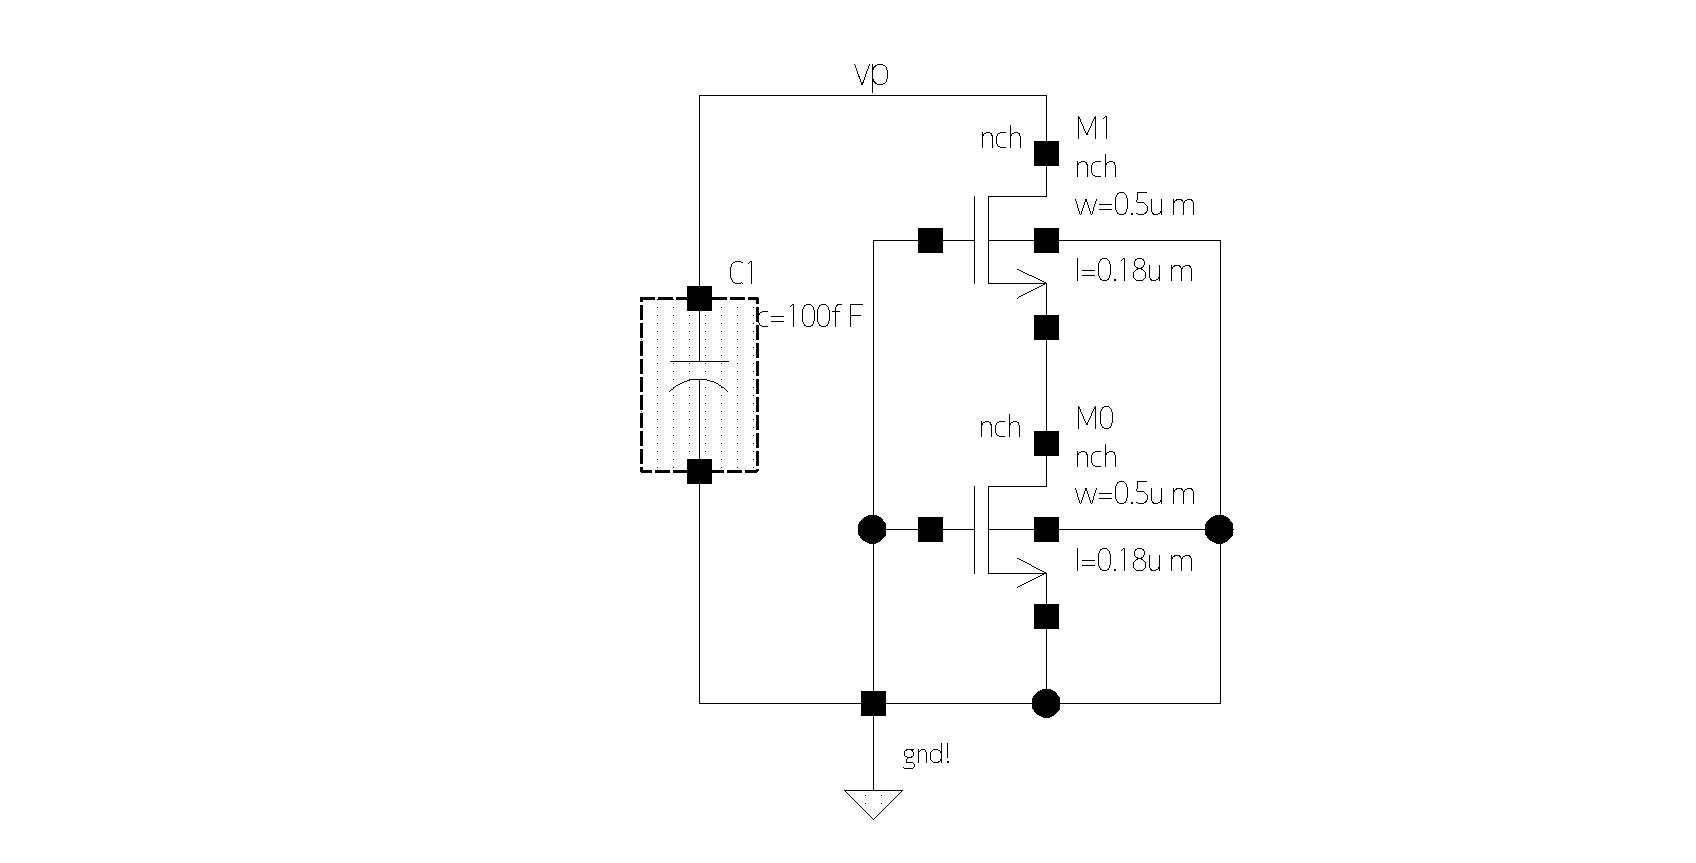 vp
nch
M1
nch
w=0.5u m
l=0.18u m
C1
c=100f F
nch
M0
nch
w=0.5u m
l=0.18u m
gnd!